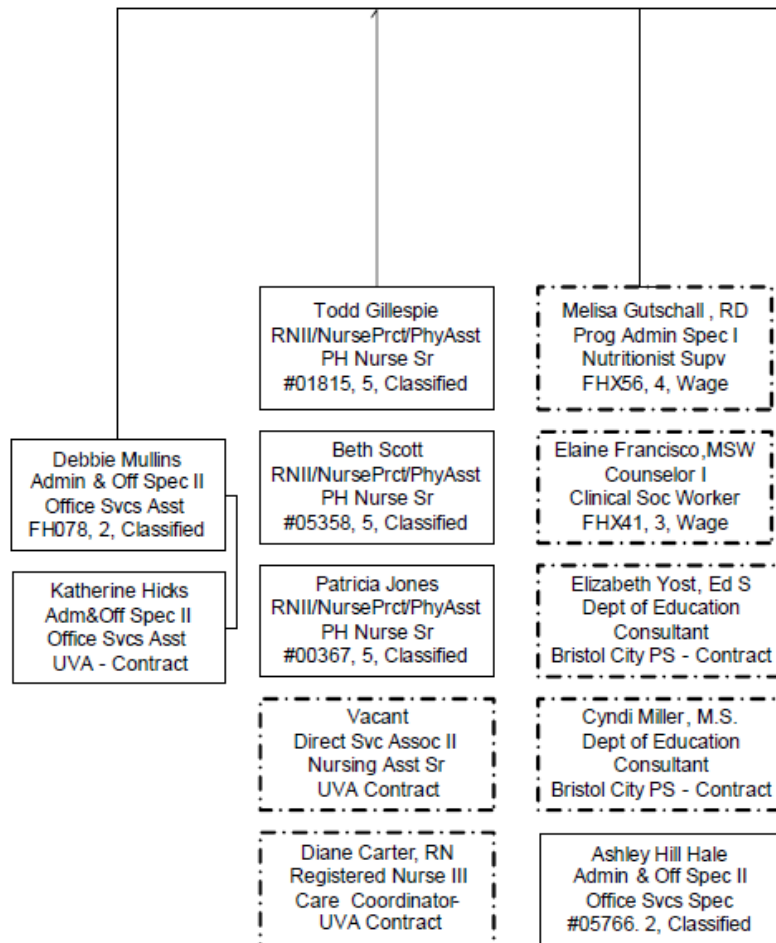 Debbie Mullins
Admin & Off Spec II
Office Svcs Asst
FH078, 2, Classified
Katherine Hicks
Adm&Off Spec II
Office Svcs Asst
UVA - Contract
Todd Gillespie
RNII/NursePrct/PhyAsst
PH Nurse Sr
#01815, 5, Classified
Beth Scott
RNII/NursePrct/PhyAsst
PH Nurse Sr
#05358, 5, Classified
Patricia Jones
RNII/NursePrct/PhyAsst
PH Nurse Sr
#00367, 5, Classified
Vacant
Direct Svc Assoc II
Nursing Asst Sr
UVA Contract
Diane Carter, RN
Registered Nurse III
Care Coordinator-
UVA Contract
Melisa Gutschall , RD
Prog Admin Spec I
Nutritionist Supv
FHX56, 4, Wage
Elaine Francisco,MSW
Counselor I
Clinical Soc Worker
FHX41, 3, Wage
Elizabeth Yost, Ed S
Dept of Education
Consultant
Bristol City PS - Contract
Cyndi Miller, M.S.
Dept of Education
Consultant
Bristol City PS - Contract
Ashley Hill Hale
Admin & Off Spec II
Office Svcs Spec
#05766. 2, Classified